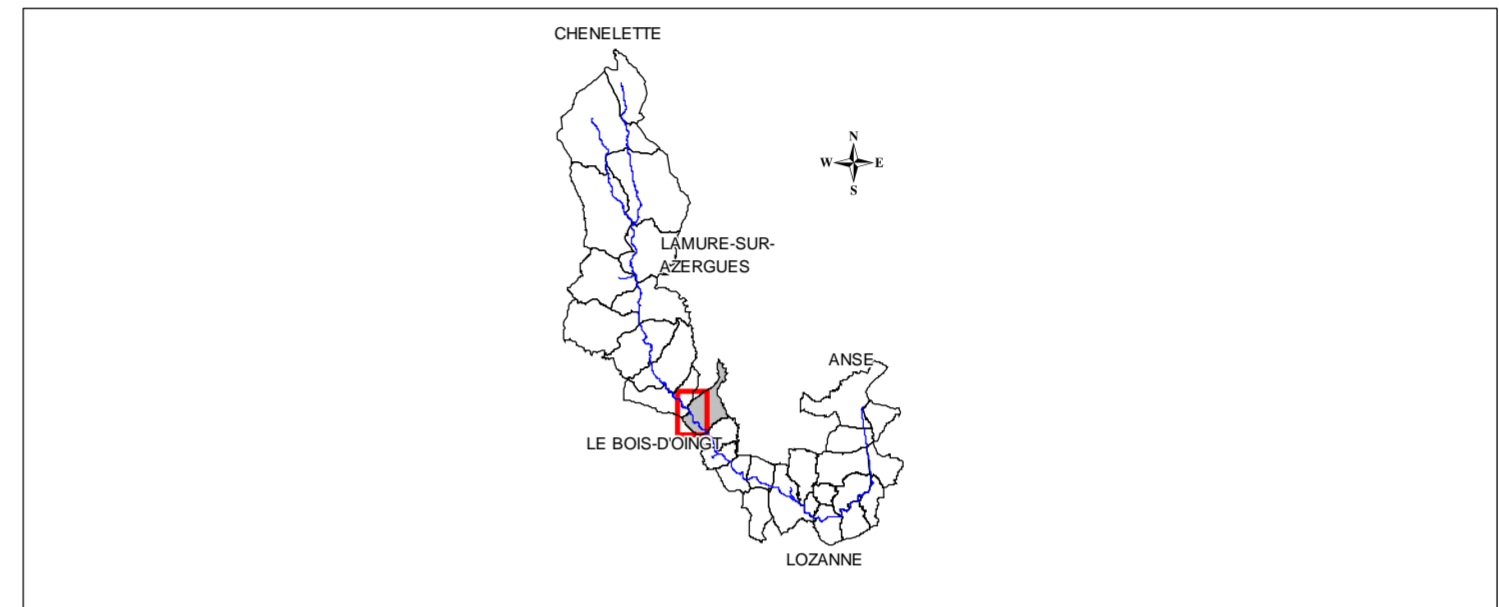 CHENELETTE
N
W E
S
LAMURE-SUR-
AZERGUES
ANSE
LE BOIS-D'OINGT
LOZANNE